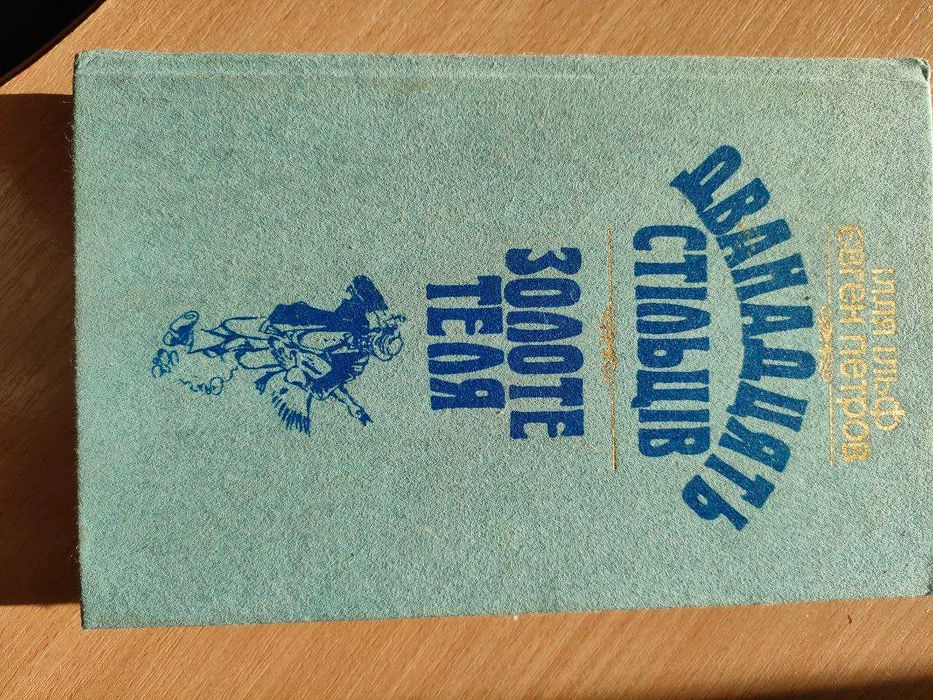 ІЛЛЯ ІЛЬФ
ЄВГЕН ПЕТРОВ
ДВАНАДЦЯТЬ
СТІЛЬЦІВ
ЗОЛОТЕ
ТЕЛЯ